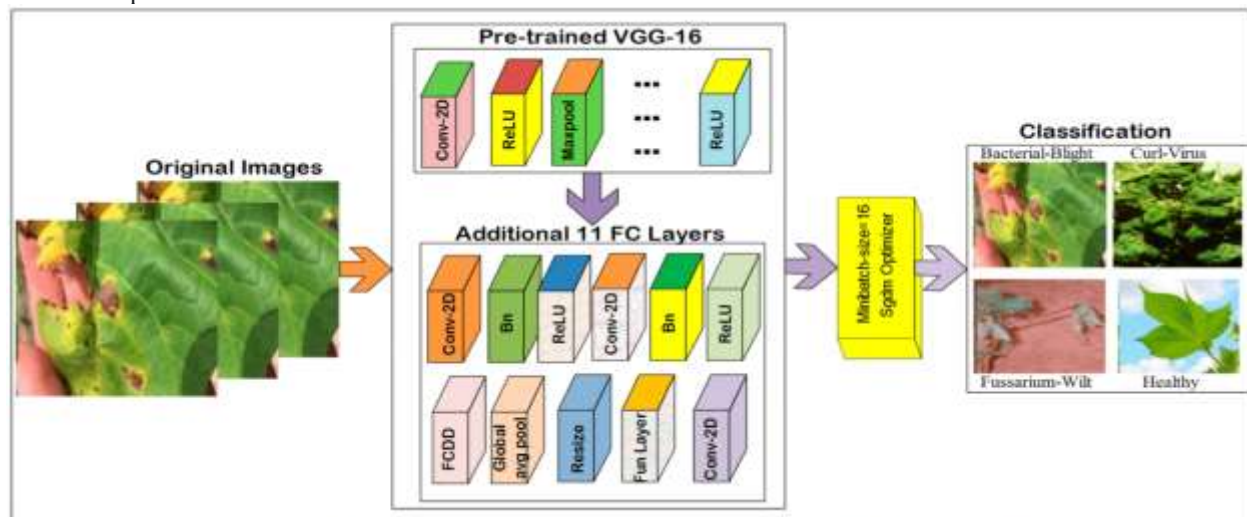 Pre-trained VGG-16
Conv-2D
ReLU
Maxpool
...
...
...
ReLU
Original Images
Additional 11 FC Layers
Conv-2D
Bn
ReLU
Conv-2D
Bn
ReLU
FCDD
Global
avg.pool
Resize
Fun Layer
Conv-2D
Minibatch-size=16
Sgdm Optimizer
Classification
Bacterial-Blight
Curl-Virus
Fussarium-Wilt
Healthy